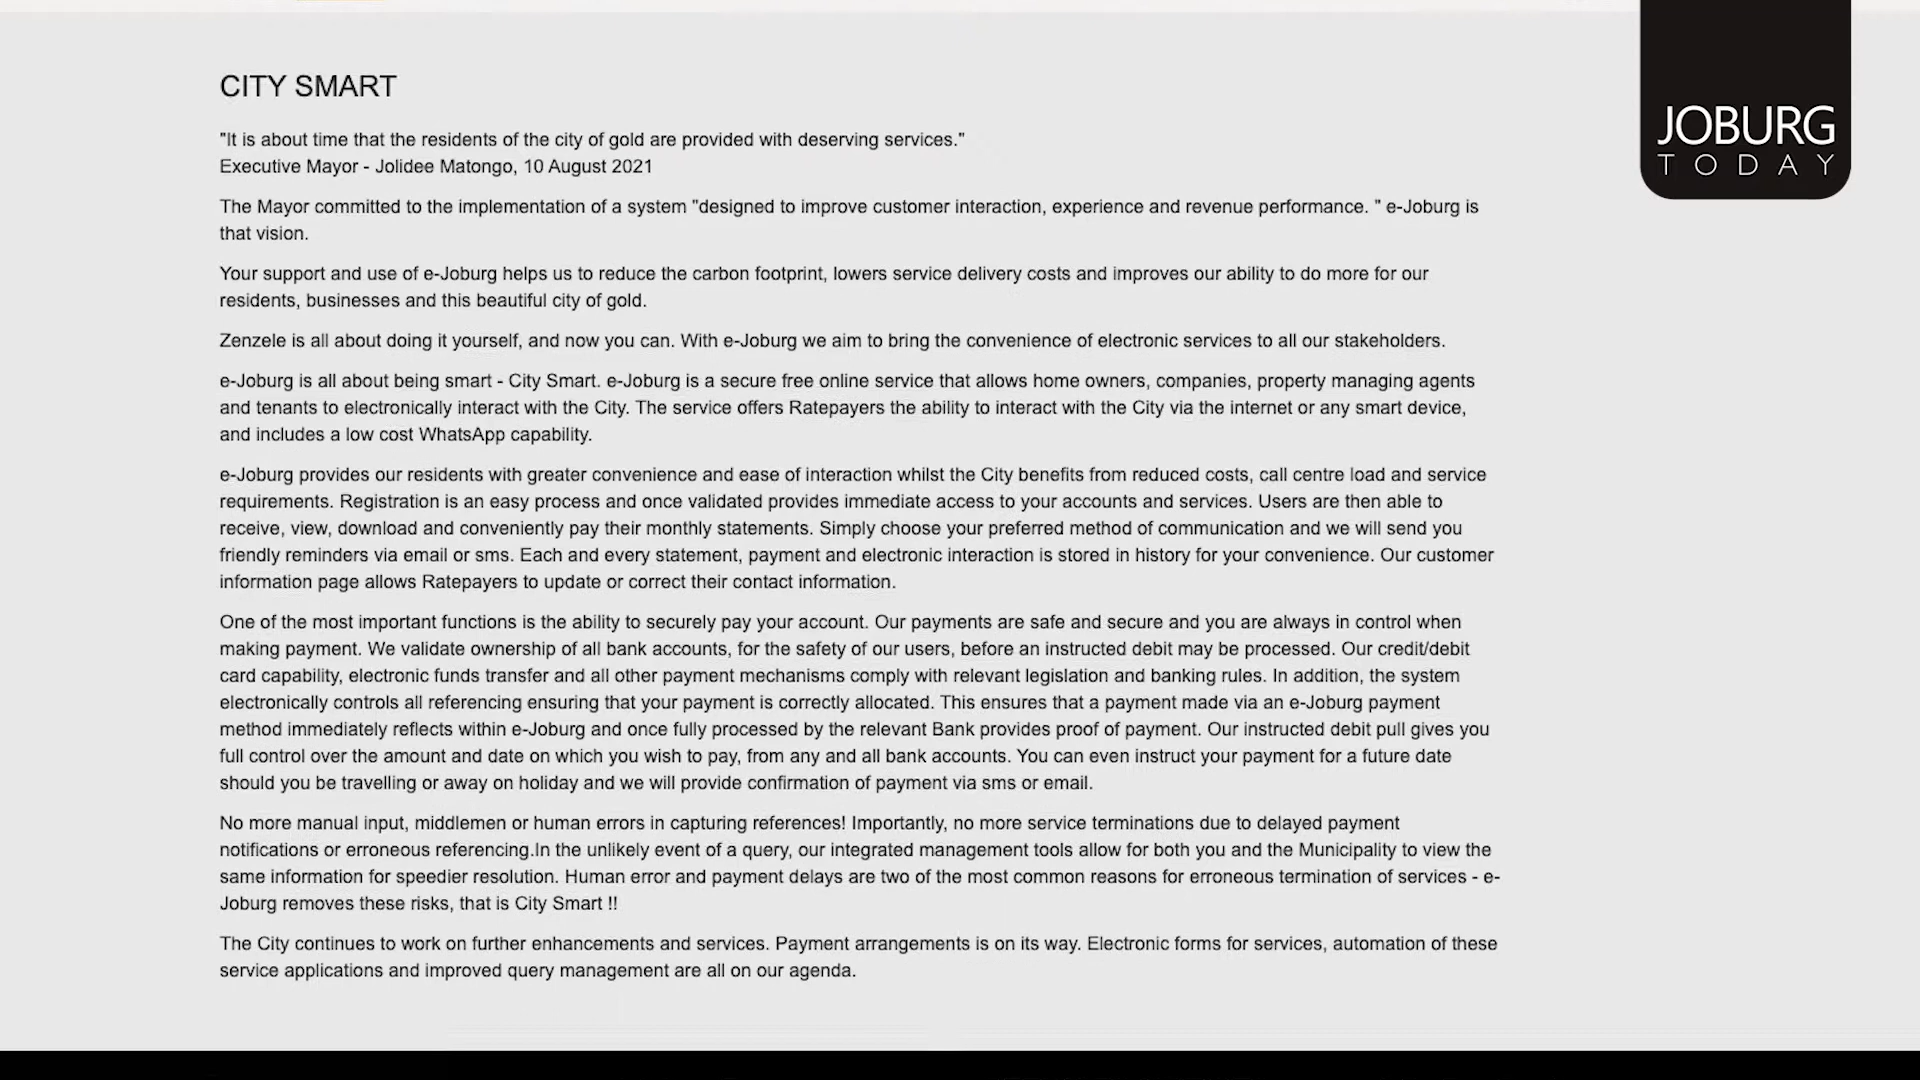 CITY SMART
"It is about time that the residents of the city of gold are provided with deserving services."
Executive Mayor - Jolidee Matongo, 10 August 2021
The Mayor committed to the implementation of a system "designed to improve customer interaction, experience and revenue performance. " e-Joburg is
that vision.
Your support and use of e-Joburg helps us to reduce the carbon footprint, lowers service delivery costs and improves our ability to do more for our
residents, businesses and this beautiful city of gold.
Zenzele is all about doing it yourself, and now you can. With e-Joburg we aim to bring the convenience of electronic services to all our stakeholders.
e-Joburg is all about being smart - City Smart. e-Joburg is a secure free online service that allows home owners, companies, property managing agents
and tenants to electronically interact with the City. The service offers Ratepayers the ability to interact with the City via the internet or any smart device,
and includes a low cost WhatsApp capability.
e-Joburg provides our residents with greater convenience and ease of interaction whilst the City benefits from reduced costs, call centre load and service
requirements. Registration is an easy process and once validated provides immediate access to your accounts and services. Users are then able to
receive, view, download and conveniently pay their monthly statements. Simply choose your preferred method of communication and we will send you
friendly reminders via email or sms. Each and every statement, payment and electronic interaction is stored in history for your convenience. Our customer
information page allows Ratepayers to update or correct their contact information.
One of the most important functions is the ability to securely pay your account. Our payments are safe and secure and you are always in control when
making payment. We validate ownership of all bank accounts, for the safety of our users, before an instructed debit may be processed. Our credit/debit
card capability, electronic funds transfer and all other payment mechanisms comply with relevant legislation and banking rules. In addition, the system
electronically controls all referencing ensuring that your payment is correctly allocated. This ensures that a payment made via an e-Joburg payment
method immediately reflects within e-Joburg and once fully processed by the relevant Bank provides proof of payment. Our instructed debit pull gives you
full control over the amount and date on which you wish to pay, from any and all bank accounts. You can even instruct your payment for a future date
should you be travelling or away on holiday and we will provide confirmation of payment via sms or email.
No more manual input, middlemen or human errors in capturing references! Importantly, no more service terminations due to delayed payment
notifications or erroneous referencing.In the unlikely event of a query, our integrated management tools allow for both you and the Municipality to view the
same information for speedier resolution. Human error and payment delays are two of the most common reasons for erroneous termination of services - e-
Joburg removes these risks, that is City Smart !!
The City continues to work on further enhancements and services. Payment arrangements is on its way. Electronic forms for services, automation of these
service applications and improved query management are all on our agenda.
JOBURG
TODAY